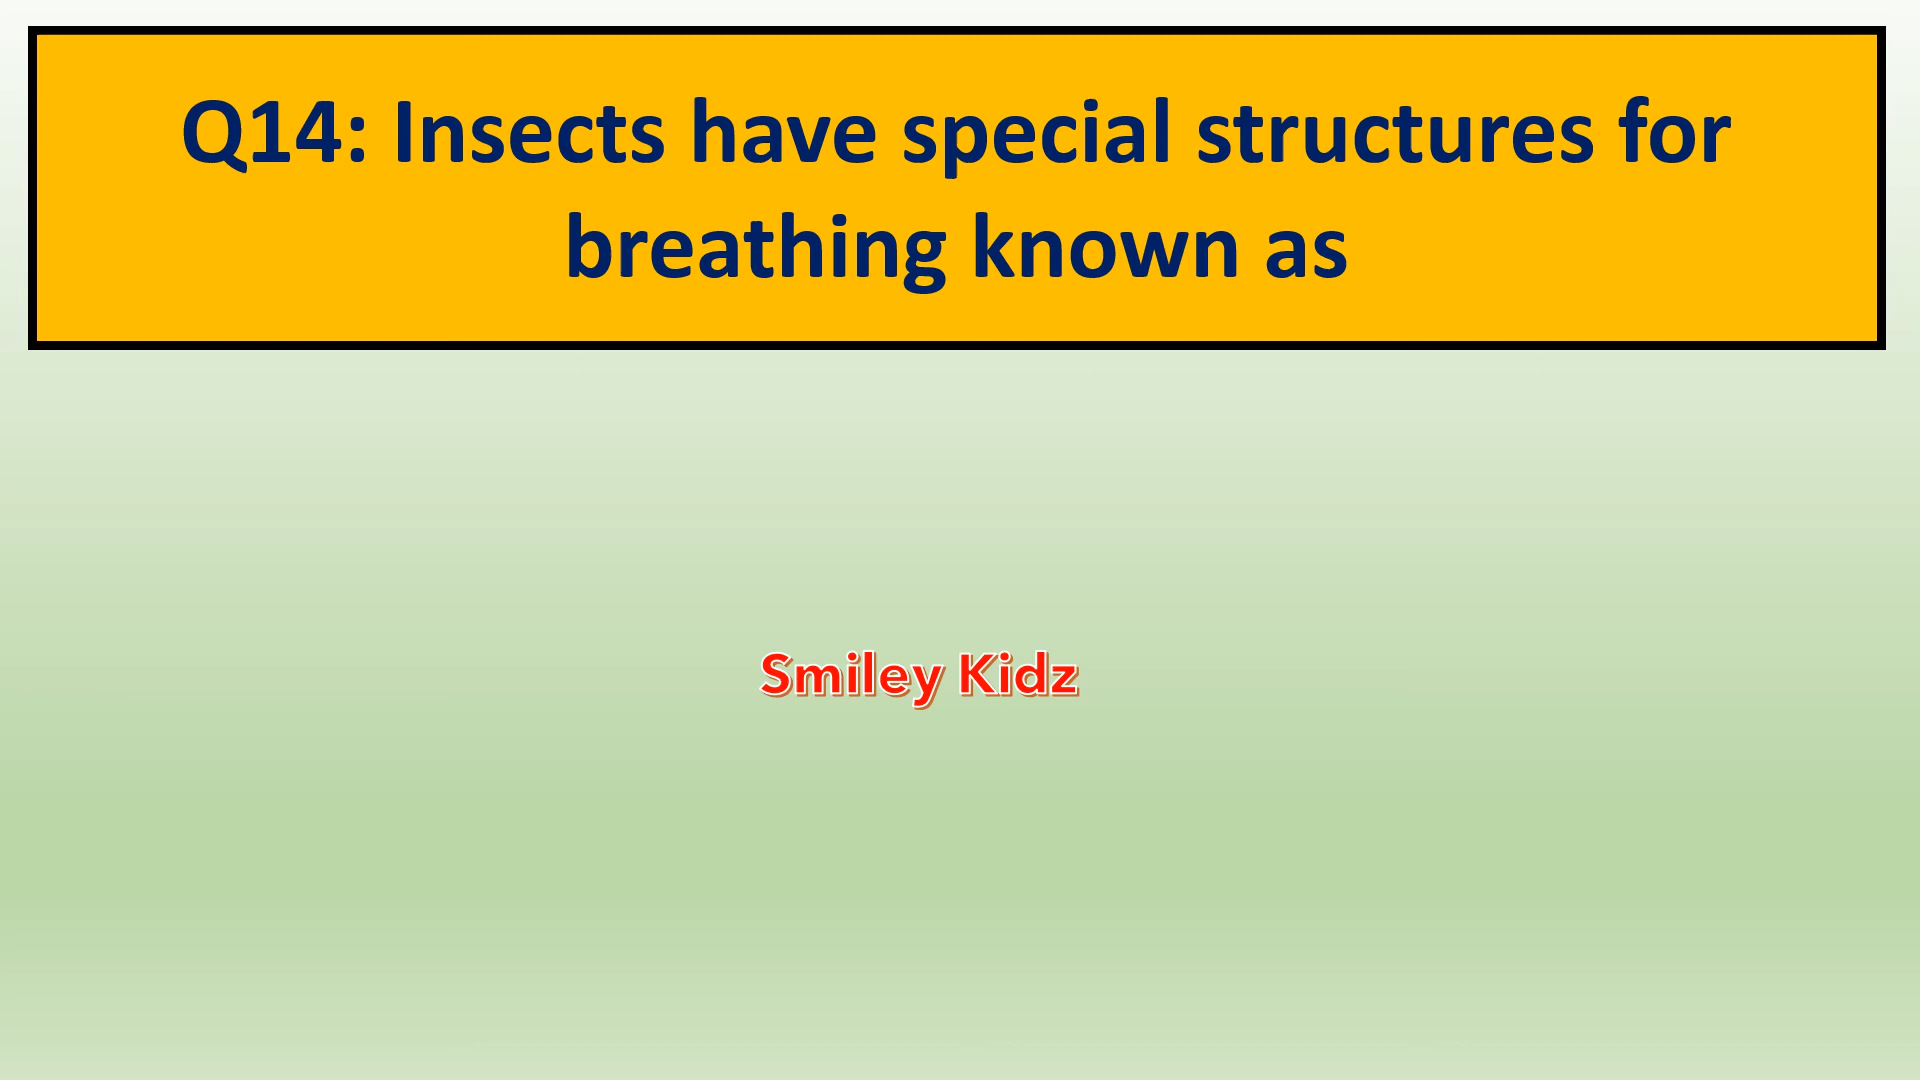 Q14: Insects have special structures for
breathing known as
Smiley Kidz